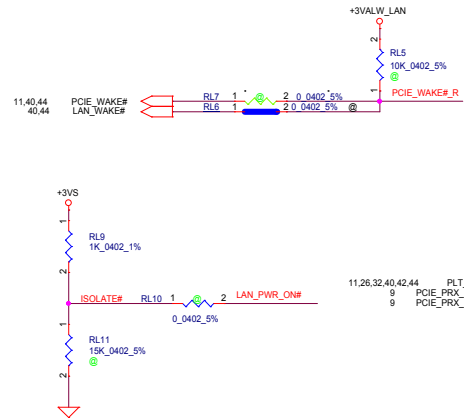 +3VALW_LAN
2
RL5
10K_0402_5%
@
1
PCIE_WAKE#_R
11,40,44 PCIE_WAKE# RL7 1 @ 2 0_0402_5%
40,44 LAN_WAKE# RL6 1 2 0_0402_5% @
+3VS
1
RL9
1K_0402_1%
2
ISOLATE# RL10 1 @ 2 LAN_PWR_ON#
0_0402_5%
1
RL11
15K_0402_5%
@
2
11,26,32,40,42,44 PLT_
9 PCIE_PRX_
9 PCIE_PRX_